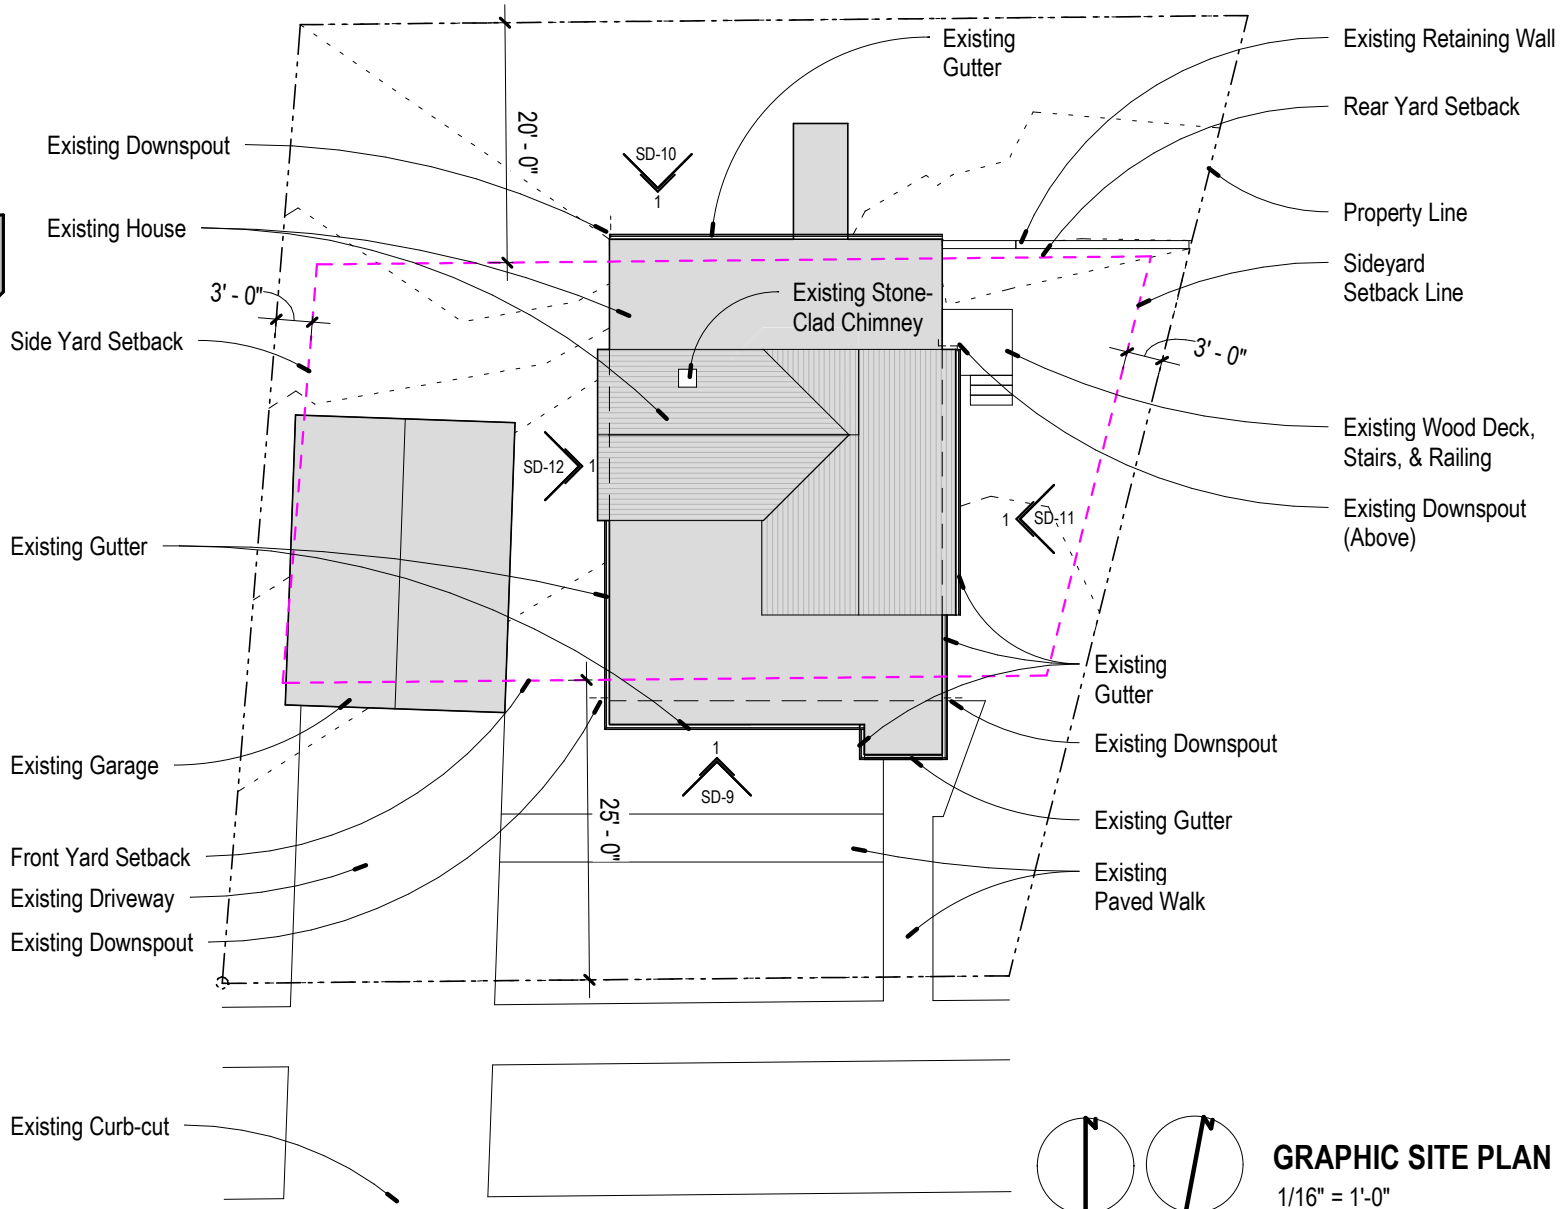 Existing
Gutter
Existing Retaining Wall
Rear Yard Setback
20' - 0"
Existing Downspout
SD-10
1
Existing House
Property Line
Sideyard
Setback Line
3' - 0"
Existing Stone-
Clad Chimney
Side Yard Setback
3' - 0"
Existing Wood Deck,
Stairs, & Railing
SD-12
1
Existing Downspout
(Above)
1
SD-11
Existing Gutter
Existing
Gutter
Existing Downspout
1
SD-9
Existing Garage
25' - 0"
Existing Gutter
Front Yard Setback
Existing Driveway
Existing Downspout
Existing
Paved Walk
Existing Curb-cut
GRAPHIC SITE PLAN
1/16" = 1'-0"